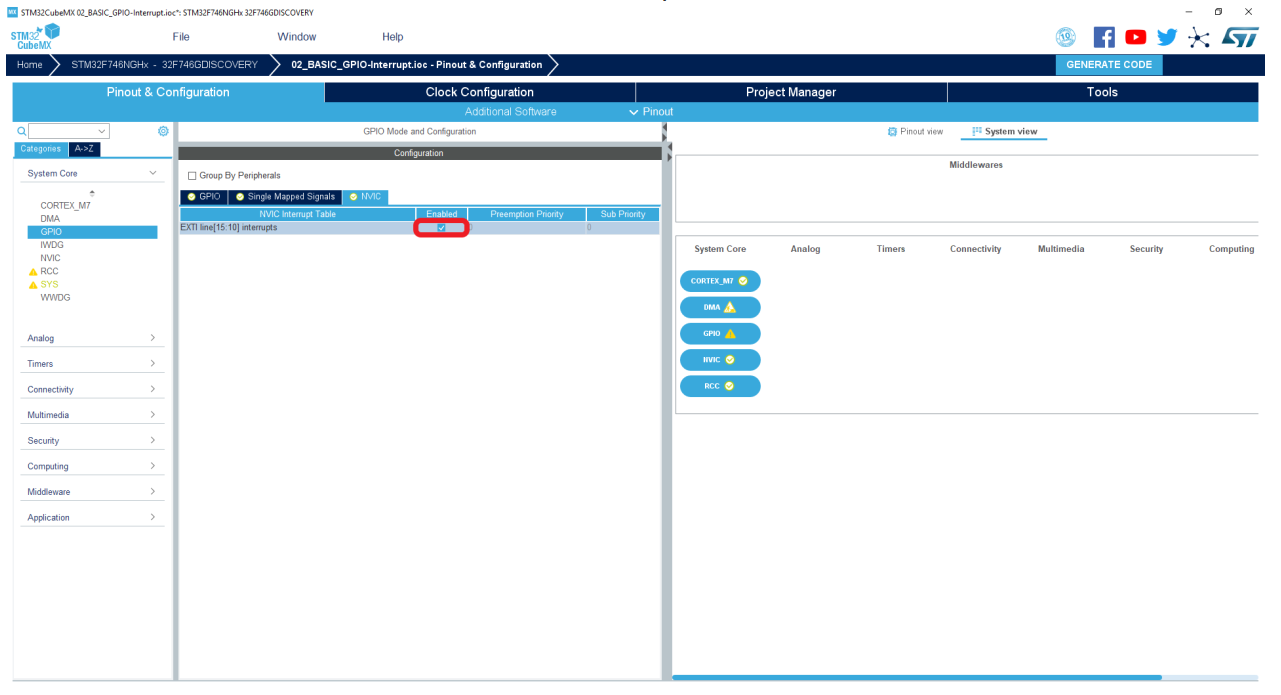 MX STM32CubeMX 02_BASIC_GPIO-Interrupt.ioc*: STM32F746NGHx 32F746GDISCOVERY
STM32 CubeMX
File Window Help
10
Home STM32F746NGHx - 32F746GDISCOVERY 02_BASIC_GPIO-Interrupt.ioc - Pinout & Configuration GENERATE CODE
Pinout & Configuration Clock Configuration Project Manager Tools
Additional Software Pinout
GPIO Mode and Configuration
Pinout view System view
Categories A->Z
Configuration
System Core
Group By Peripherals
Middlewares
GPIO Single Mapped Signals NVIC
NVIC Interrupt Table Enabled Preemption Priority Sub Priority
EXTI line[15:10] interrupts 0 0
CORTEX_M7
DMA
GPIO
IWDG
NVIC
RCC
SYS
WWDG
Analog
Timers
Connectivity
Multimedia
Security
Computing
Middleware
Application
System Core Analog Timers Connectivity Multimedia Security Computing
CORTEX_M7
DMA
GPIO
NVIC
RCC